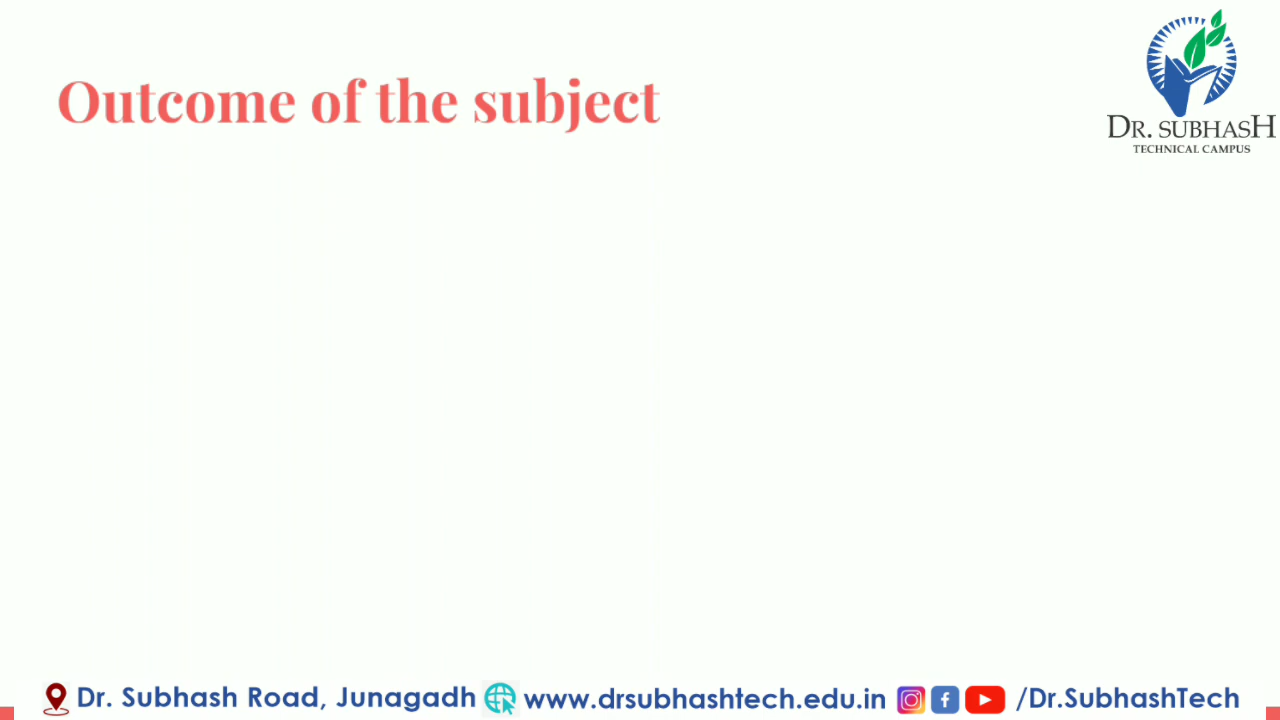 Outcome of the subject
DR. SUBHASH
TECHNICAL CAMPUS
Dr. Subhash Road, Junagadh www.drsubhashtech.edu.in /Dr.SubhashTech